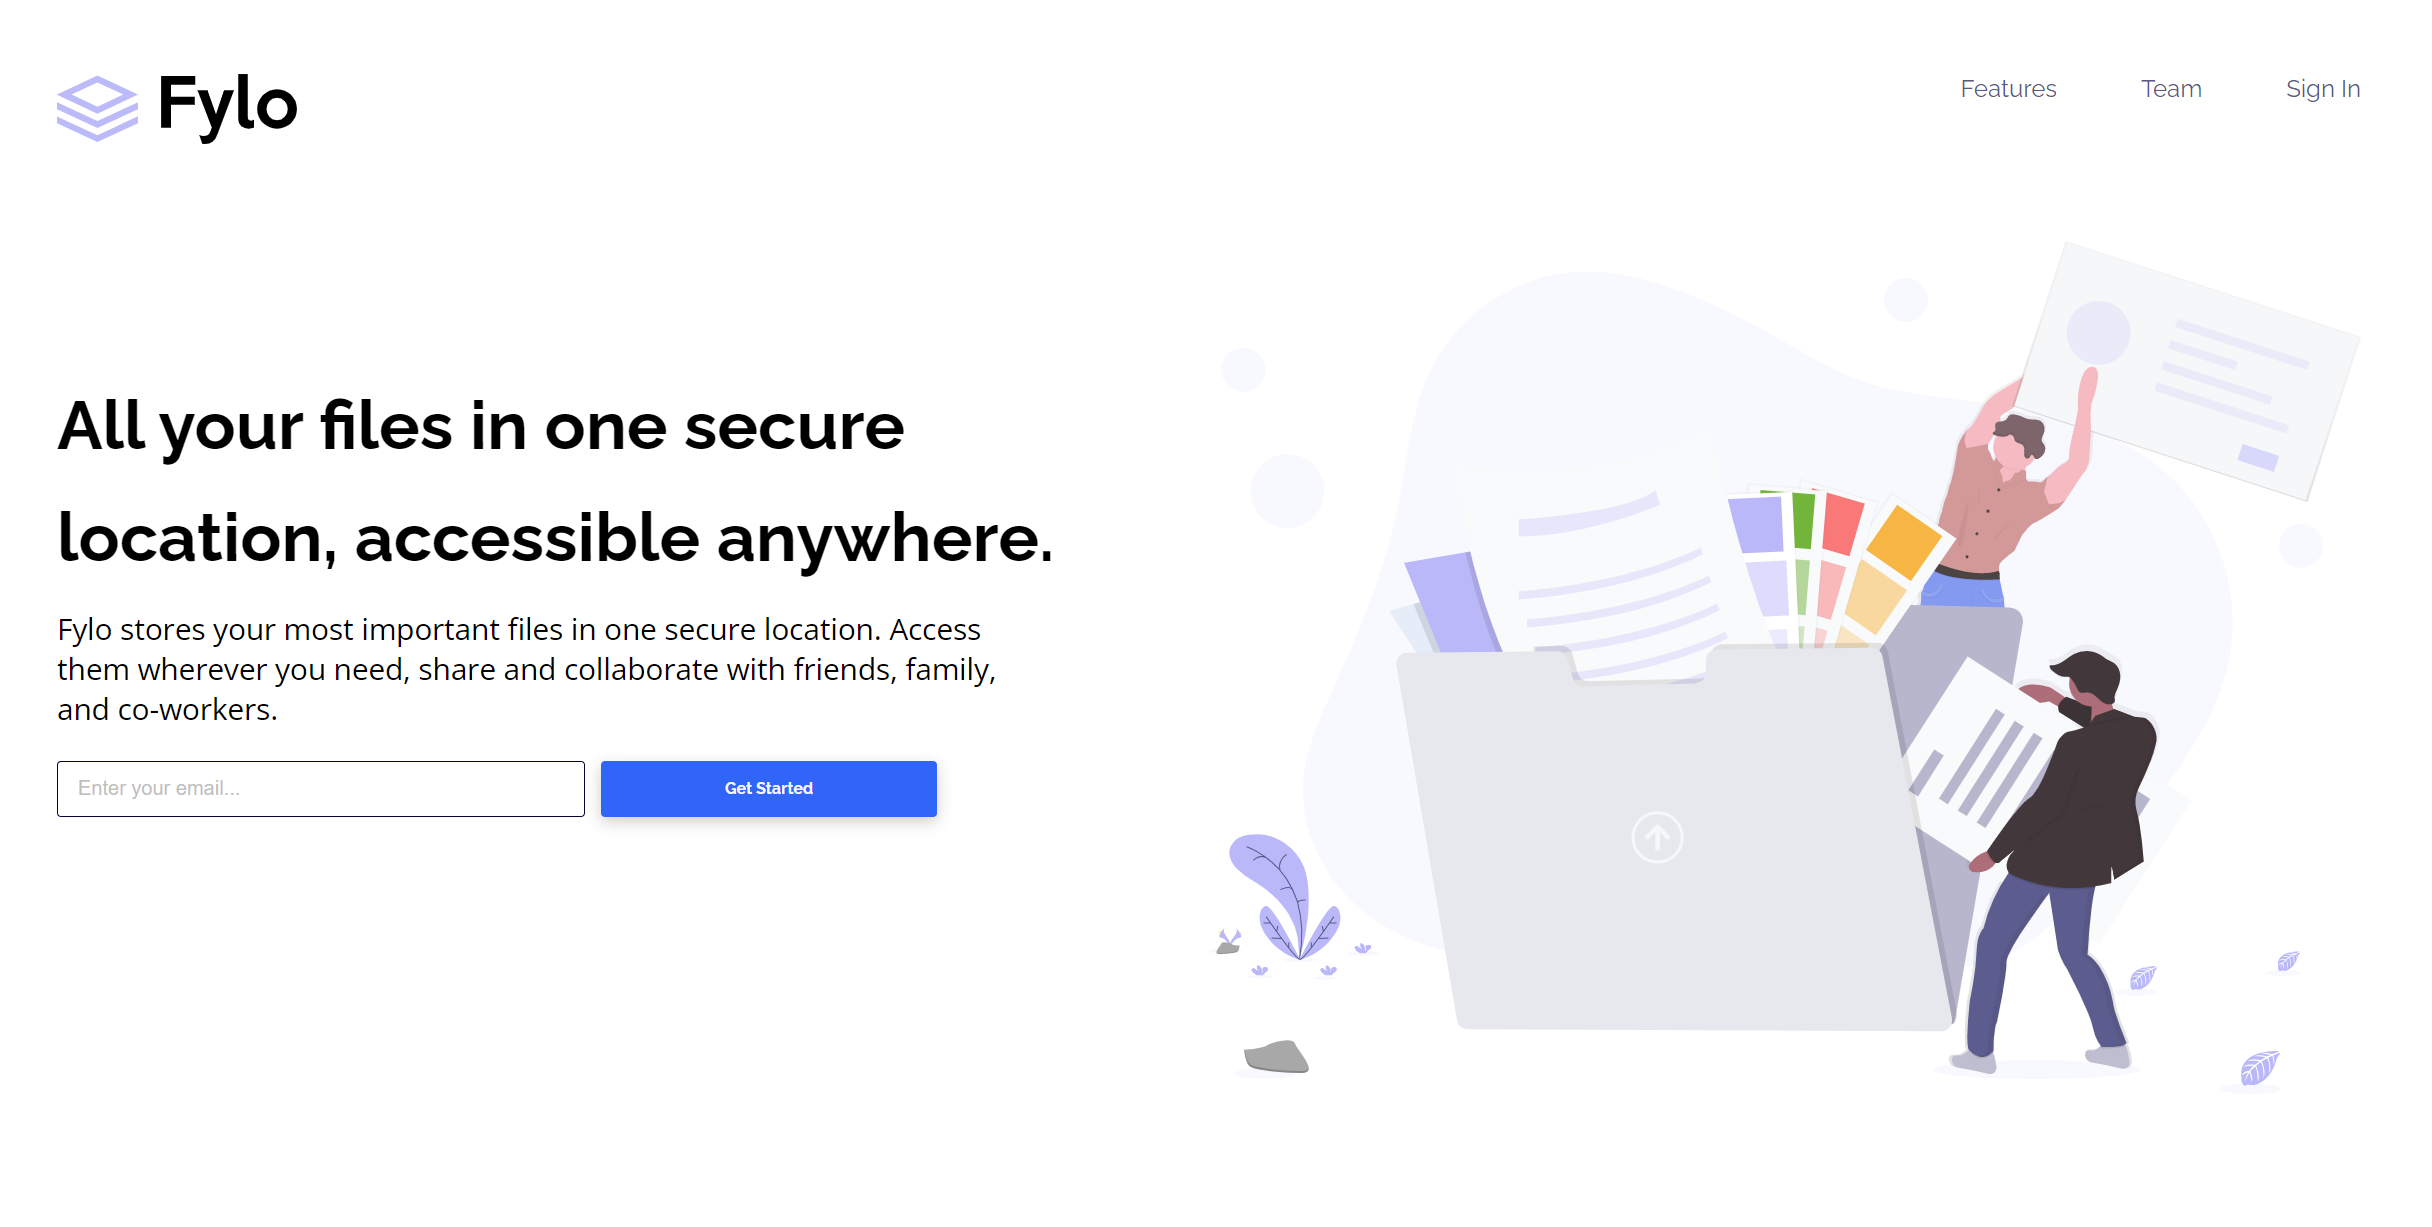 Fylo
Features
Team
Sign In
All your files in one secure
location, accessible anywhere.
Fylo stores your most important files in one secure location. Access
them wherever you need, share and collaborate with friends, family,
and co-workers.
Enter your email...
Get Started